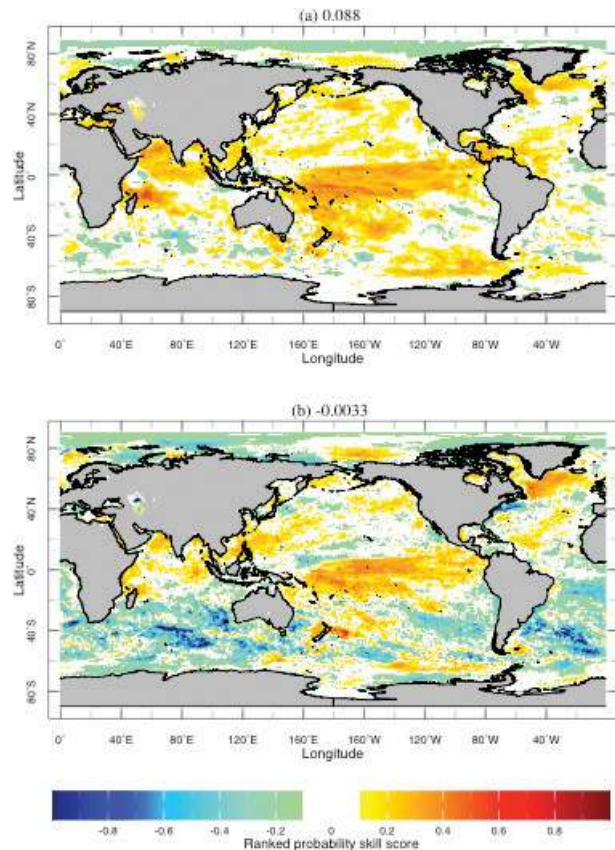 (a) 0.088
80°N
40°N
0°
40°S
80°S
Latitude
0° 40°E 80°E 120°E 160°E 160°W 120°W 80°W 40°W
Longitude
(b) -0.0033
80°N
40°N
0°
40°S
80°S
Latitude
0° 40°E 80°E 120°E 160°E 160°W 120°W 80°W 40°W
Longitude
-0.8 -0.6 -0.4 -0.2 0 0.2 0.4 0.6 0.8
Ranked probability skill score